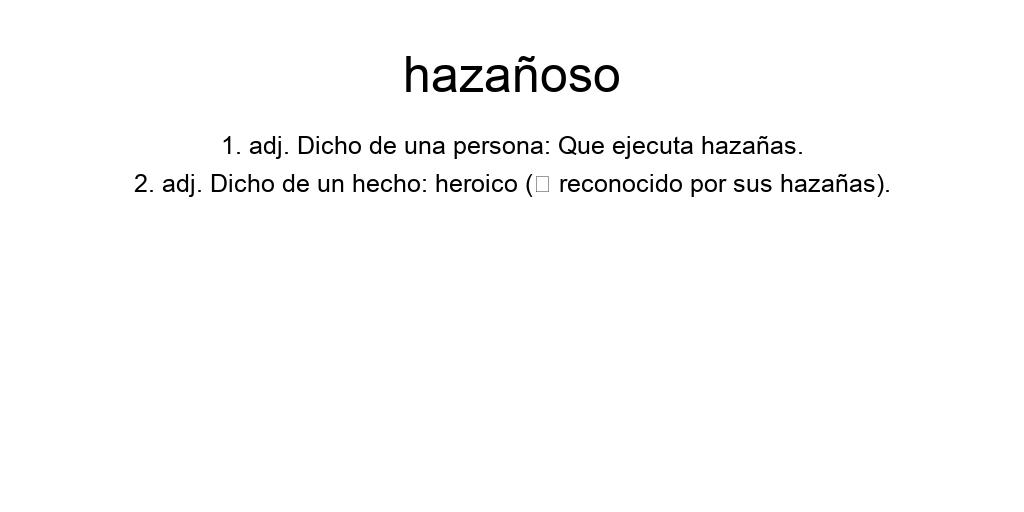 hazañoso
1. adj. Dicho de una persona: Que ejecuta hazañas.
2. adj. Dicho de un hecho: heroico (□ reconocido por sus hazañas).